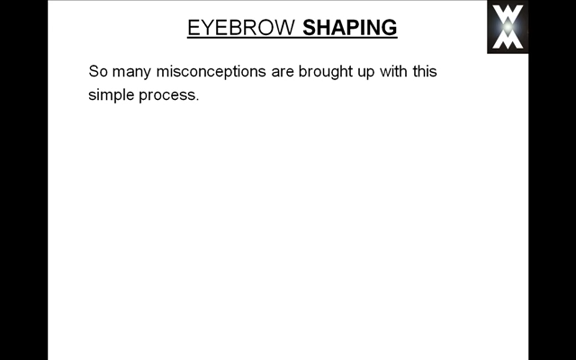 EYEBROW SHAPING
So many misconceptions are brought up with this
simple process.